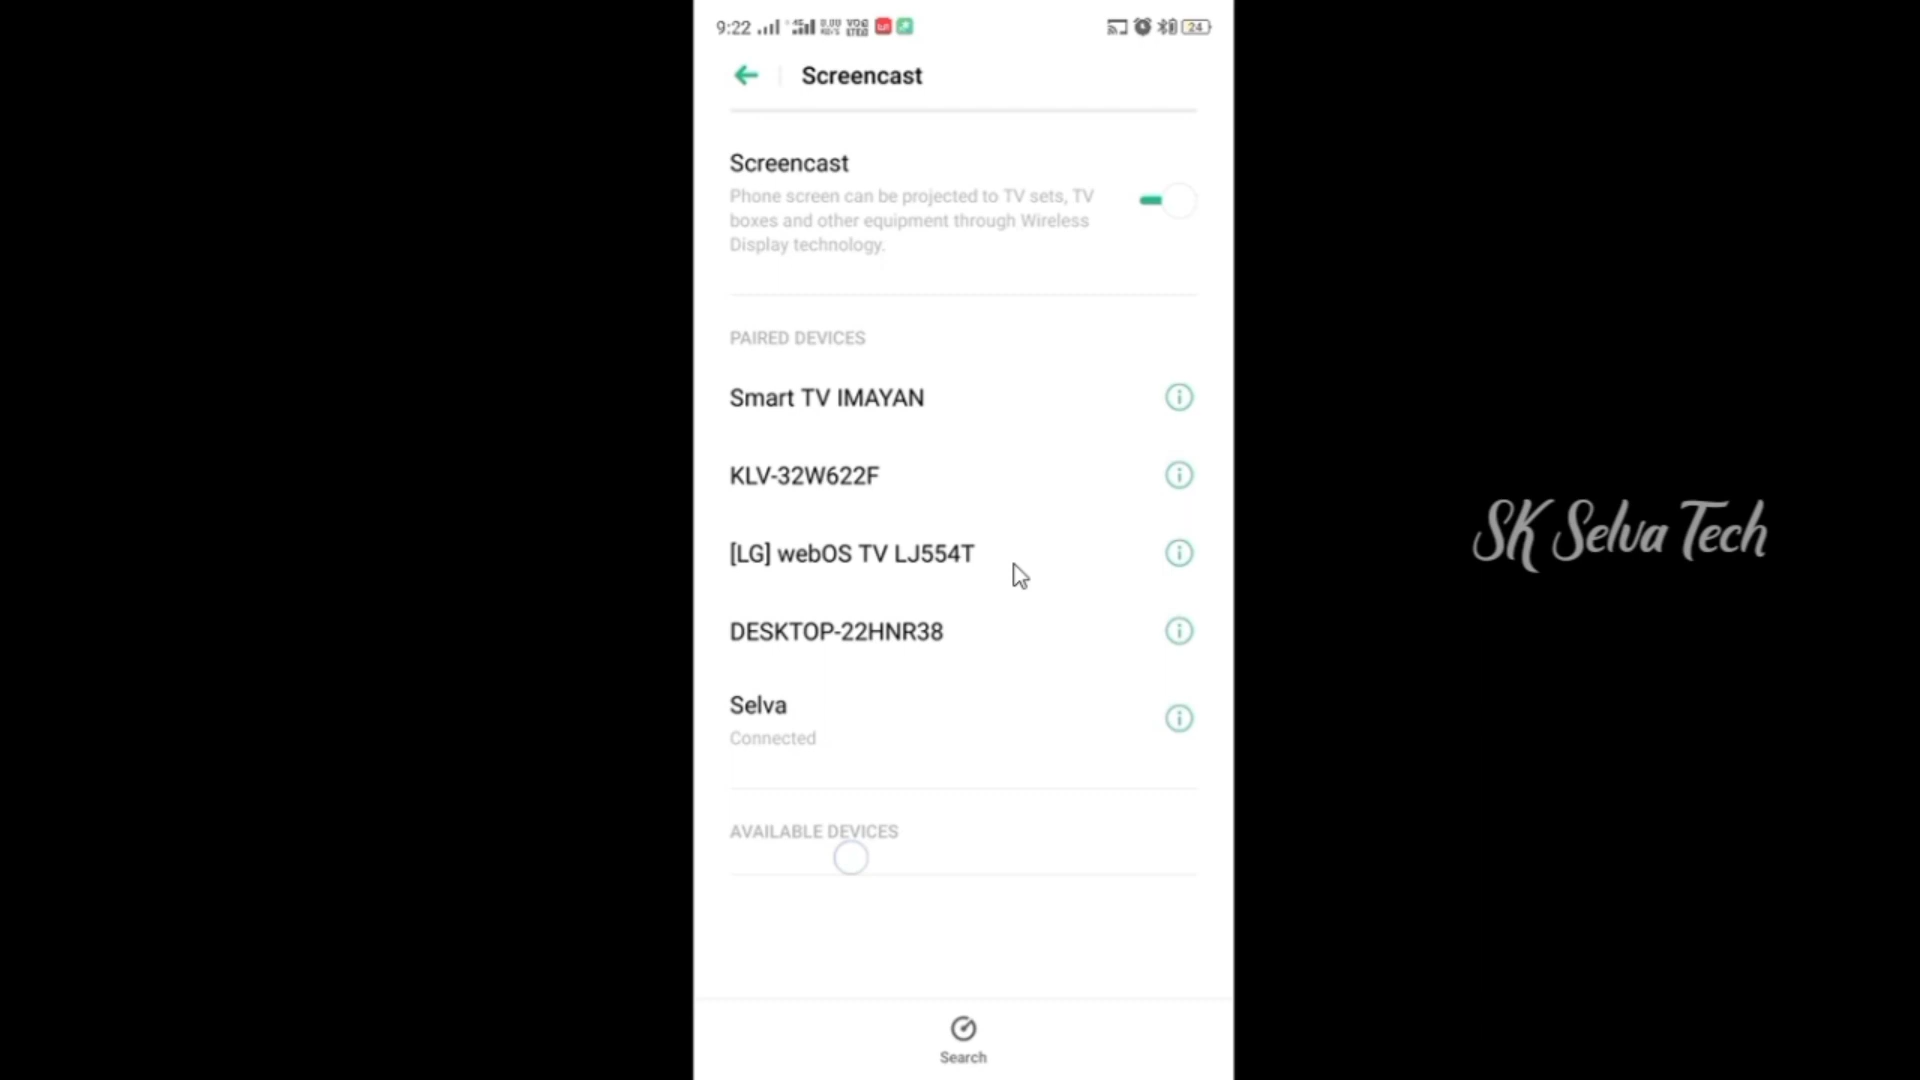 9:22
24
Screencast
Screencast
Phone screen can be projected to TV sets, TV
boxes and other equipment through Wireless
Display technology.
PAIRED DEVICES
Smart TV IMAYAN
KLV-32W622F
[LG] webOS TV LJ554T
SK Selva Tech
DESKTOP-22HNR38
Selva
Connected
AVAILABLE DEVICES
Search